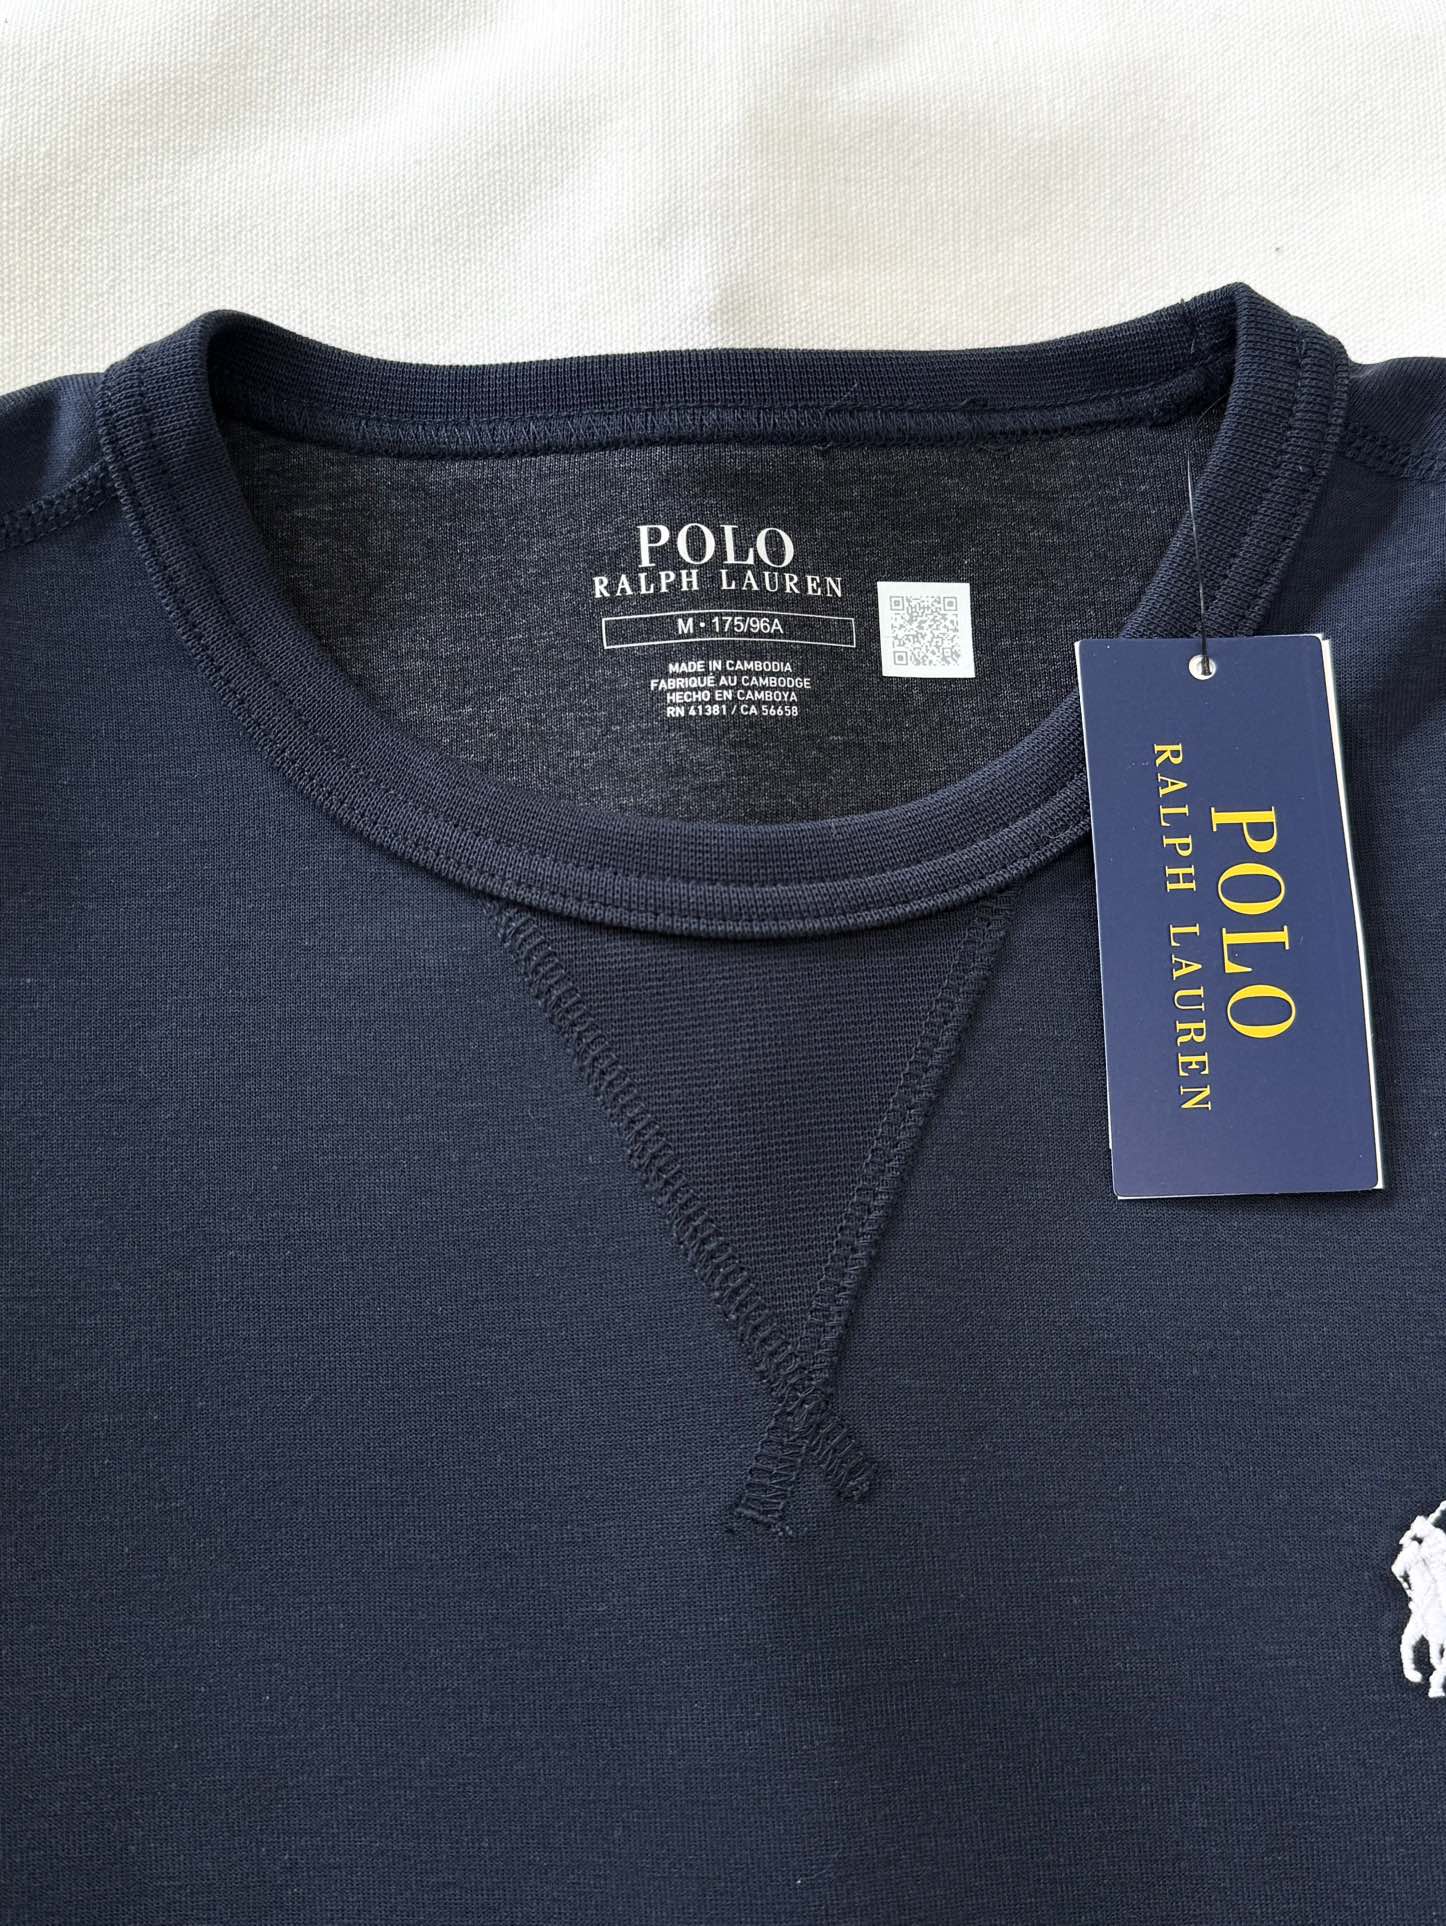 POLO
RALPH LAUREN
M • 175/96A
MADE IN CAMBODIA
FABRIQUÉ AU CAMBODGE
HECHO EN CAMBOYA
RN 41381 / CA 56658
POLO
RALPH LAUREN